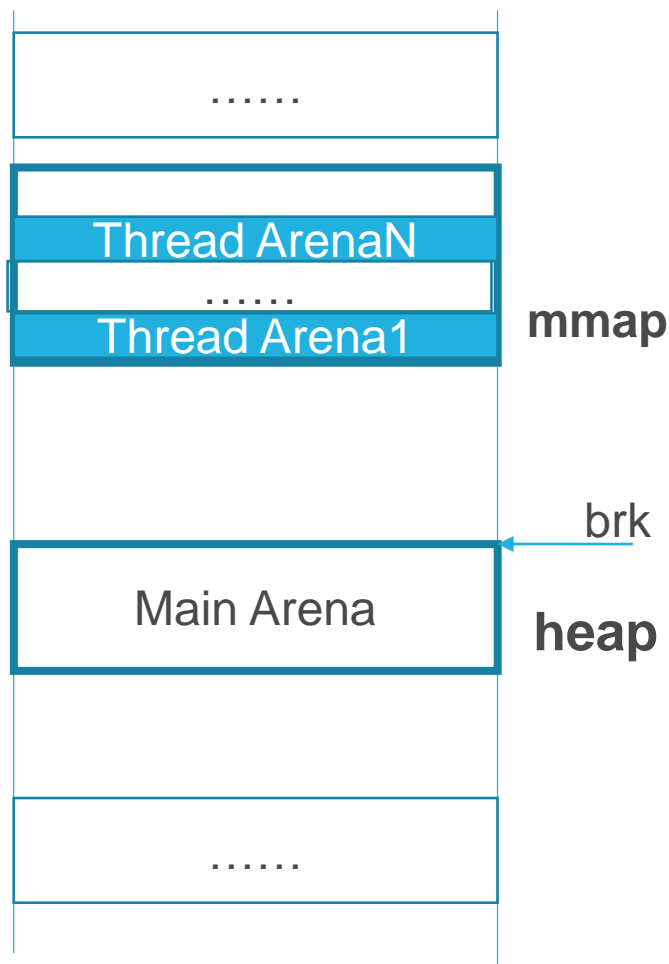 ......
Thread ArenaN
......
Thread Arena1
mmap
brk
Main Arena
heap
......